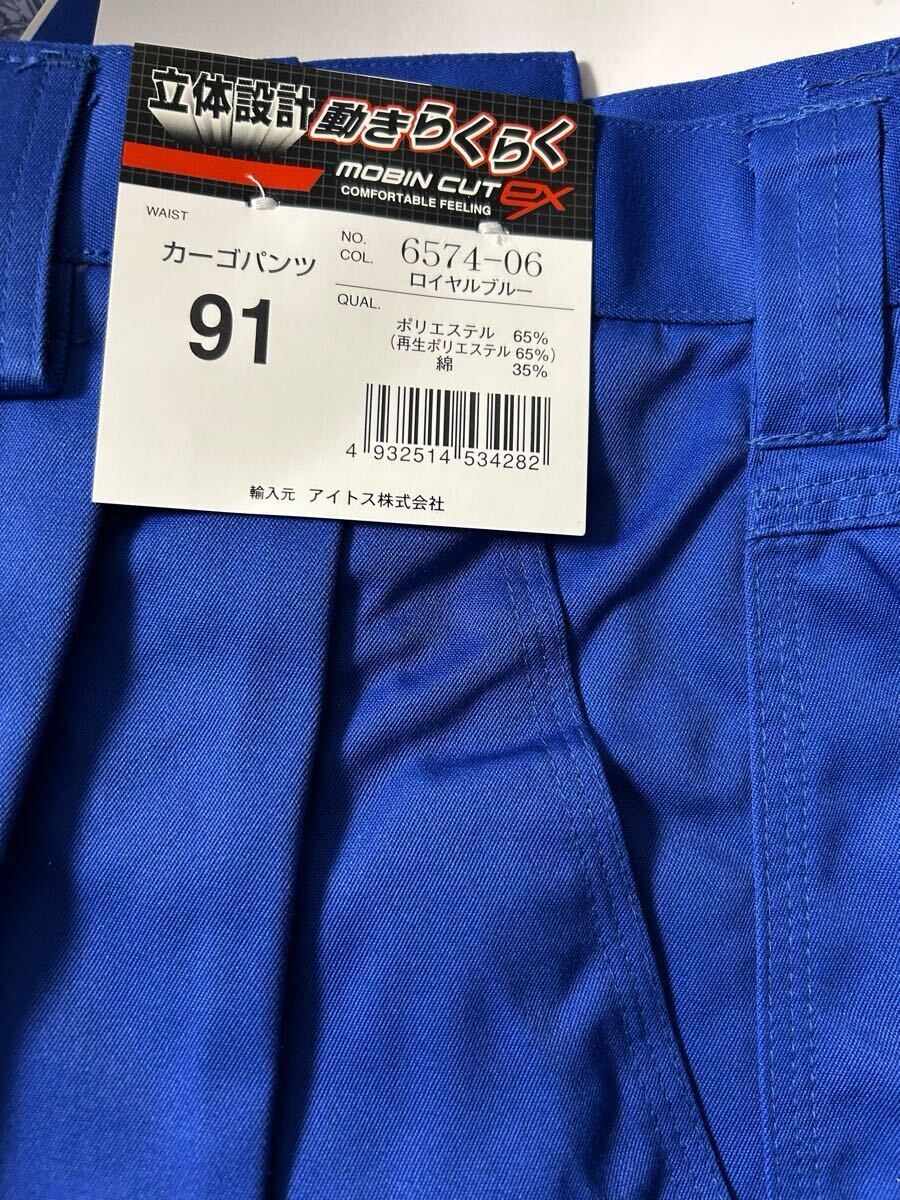 立体設計 動きらくらく
MOBIN CUT ex
COMFORTABLE FEELING
WAIST
カーゴパンツ
91
NO. 6574-06
COL. ロイヤルブルー
QUAL.
ポリエステル 65%
(再生ポリエステル 65%)
綿 35%
4 932514 534282
輸入元 アイトス株式会社